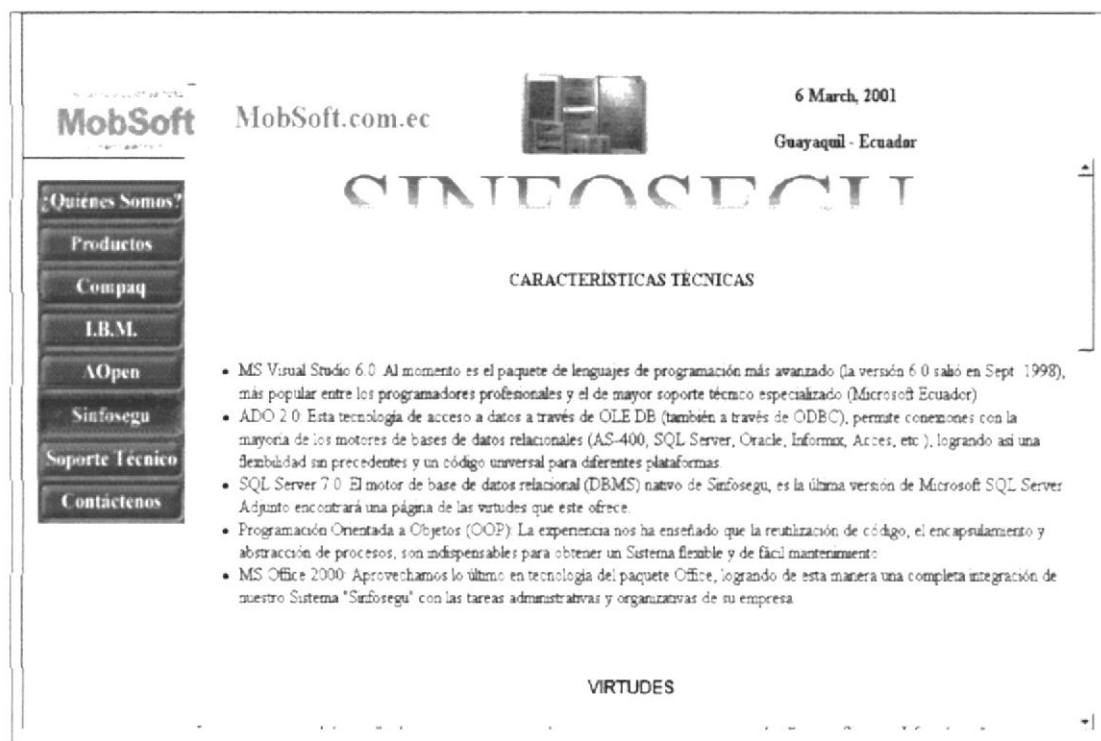 MobSoft
MobSoft.com.ec
6 March, 2001
Guayaquil - Ecuador
SINFOSEGU
¿Quiénes Somos?
Productos
Compaq
I.B.M.
AOpen
Sinfosegu
Soporte Técnico
Contáctenos
CARACTERÍSTICAS TÉCNICAS
• MS Visual Studio 6.0: Al momento es el paquete de lenguajes de programación más avanzado (la versión 6.0 salió en Sept. 1998),
más popular entre los programadores profesionales y el de mayor soporte técnico especializado (Microsoft Ecuador)
• ADO 2.0: Esta tecnología de acceso a datos a través de OLE DB (también a través de ODBC), permite conexiones con la
mayoría de los motores de bases de datos relacionales (AS-400, SQL Server, Oracle, Informix, Acces, etc.), logrando así una
flexibilidad sin precedentes y un código universal para diferentes plataformas.
• SQL Server 7.0: El motor de base de datos relacional (DBMS) nativo de Sinfosegu, es la última versión de Microsoft SQL Server
Adjunto encontrará una página de las virtudes que este ofrece.
• Programación Orientada a Objetos (OOP): La experiencia nos ha enseñado que la reutilización de código, el encapsulamiento y
abstracción de procesos, son indispensables para obtener un Sistema flexible y de fácil mantenimiento
• MS Office 2000: Aprovechamos lo último en tecnología del paquete Office, logrando de esta manera una completa integración de
nuestro Sistema "Sinfosegu" con las tareas administrativas y organizativas de su empresa
VIRTUDES